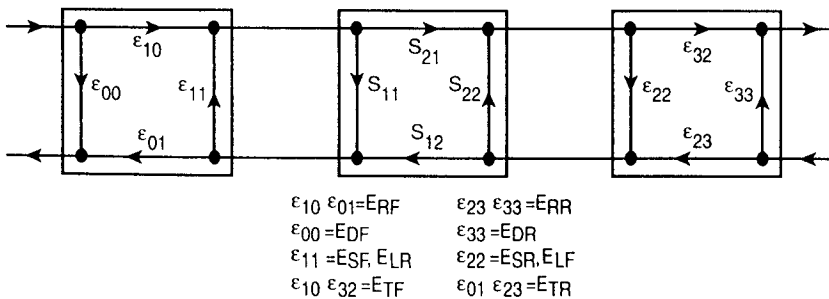 ε10 S21 ε32
ε00 ε11 S11 S22 ε22 ε33
ε01 S12 ε23
ε10 ε01=ERF ε23 ε33=ERR
ε00=EDF ε33=EDR
ε11=ESF, ELR ε22=ESR, ELF
ε10 ε32=ETF ε01 ε23=ETR